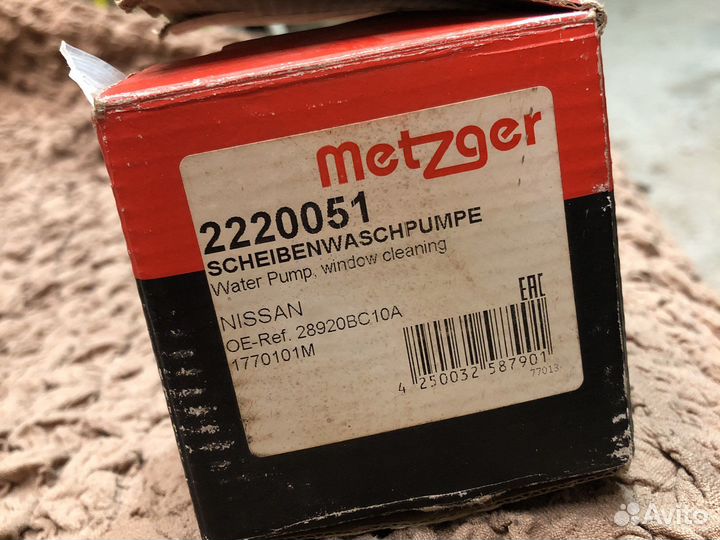 metzger
2220051
SCHEIBENWASCHPUMPE
Water Pump, window cleaning
NISSAN
OE-Ref. 28920BC10A
1770101M
EAC
4 250032 587901
77013
Avito